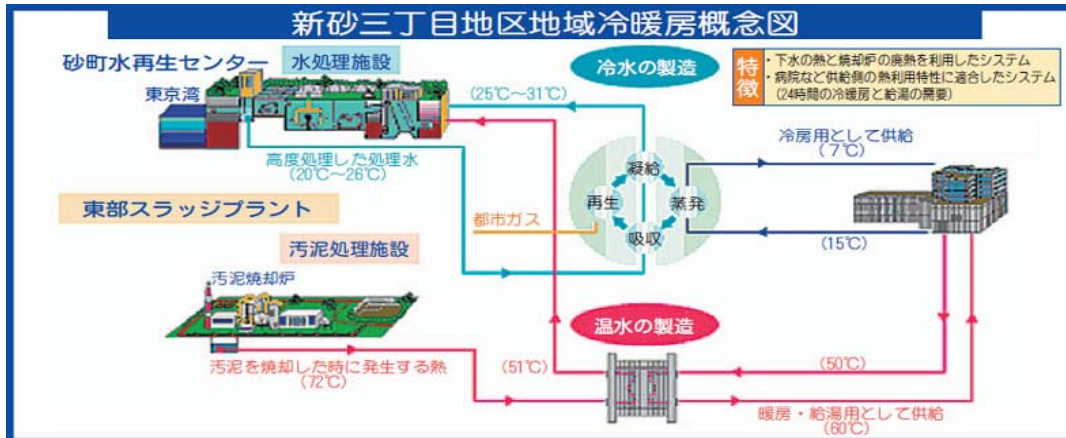 新砂三丁目地区地域冷暖房概念図
砂町水再生センター
水処理施設
冷水の製造
特徴
・下水の熱と焼却炉の廃熱を利用したシステム
・病院など供給側の熱利用特性に適合したシステム
(24時間の冷暖房と給湯の需要)
東京湾
(25℃～31℃)
冷房用として供給
(7℃)
高度処理した処理水
(20℃～26℃)
凝給
再生
蒸発
吸収
東部スラッジプラント
都市ガス
(15℃)
汚泥処理施設
汚泥焼却炉
温水の製造
汚泥を焼却した時に発生する熱
(72℃)
(51℃)
(50℃)
暖房・給湯用として供給
(60℃)